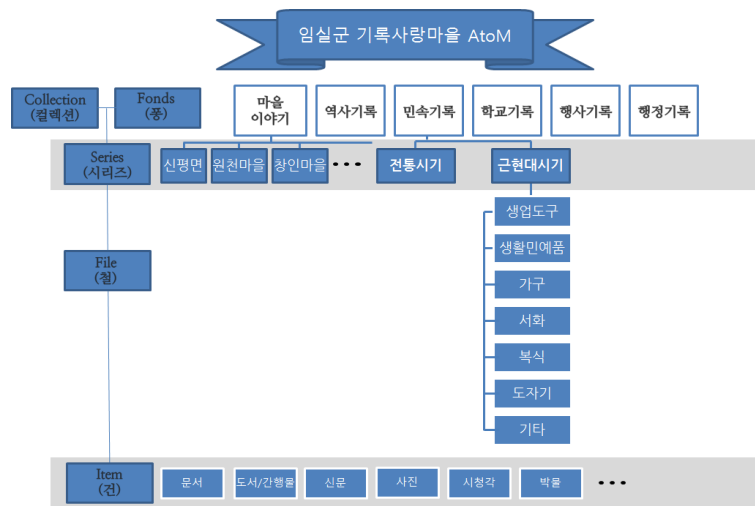 임실군 기록사랑마을 AtoM
Collection
(컬렉션)
Fonds
(퐁)
마을
이야기
역사기록
민속기록
학교기록
행사기록
행정기록
Series
(시리즈)
신평면
원천마을
창인마을
• • •
전통시기
근현대시기
생업도구
생활민예품
File
(철)
가구
서화
복식
도자기
기타
Item
(건)
문서
도서/간행물
신문
사진
시청각
박물
• • •